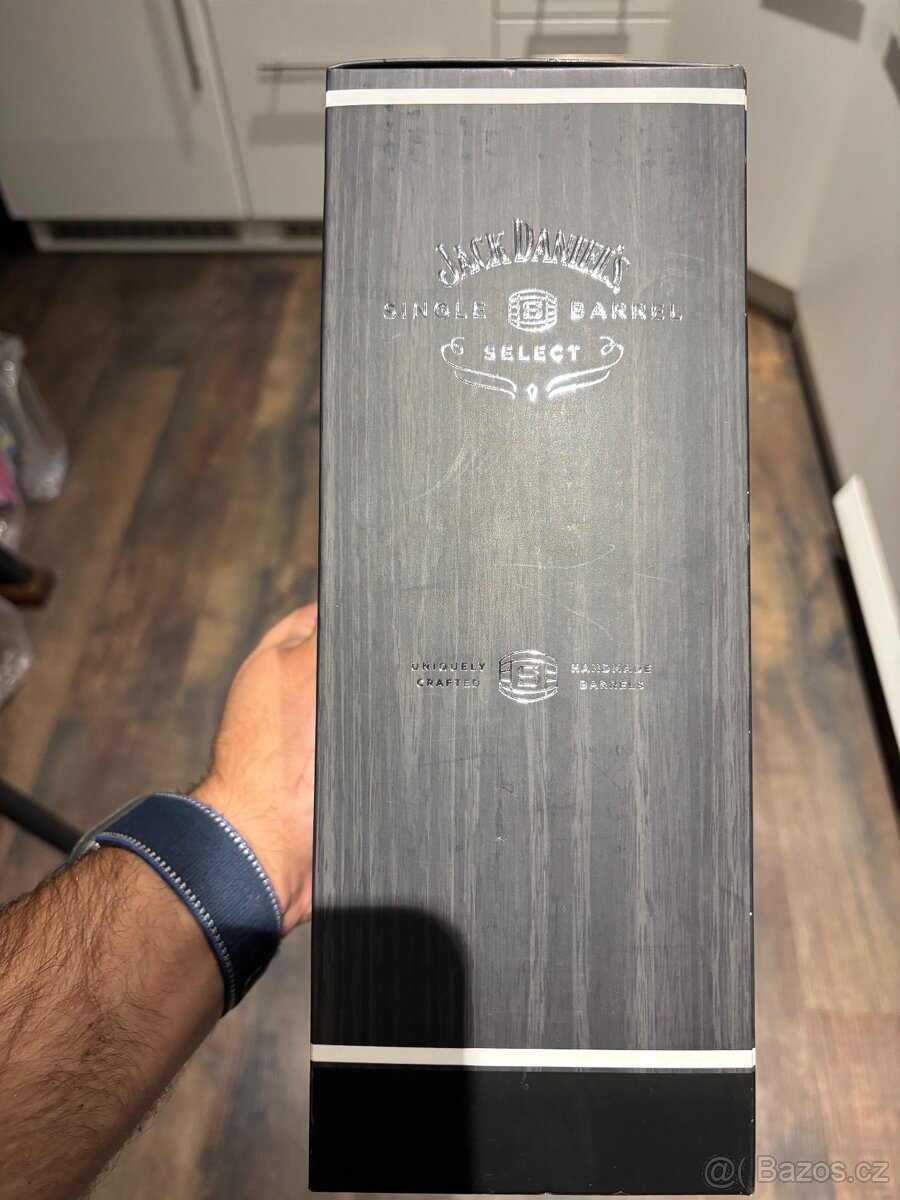 JACK DANIEL'S
SINGLE B BARREL
SELECT
UNIQUELY CRAFTED
B
HANDMADE BARRELS
@( Bazos.cz